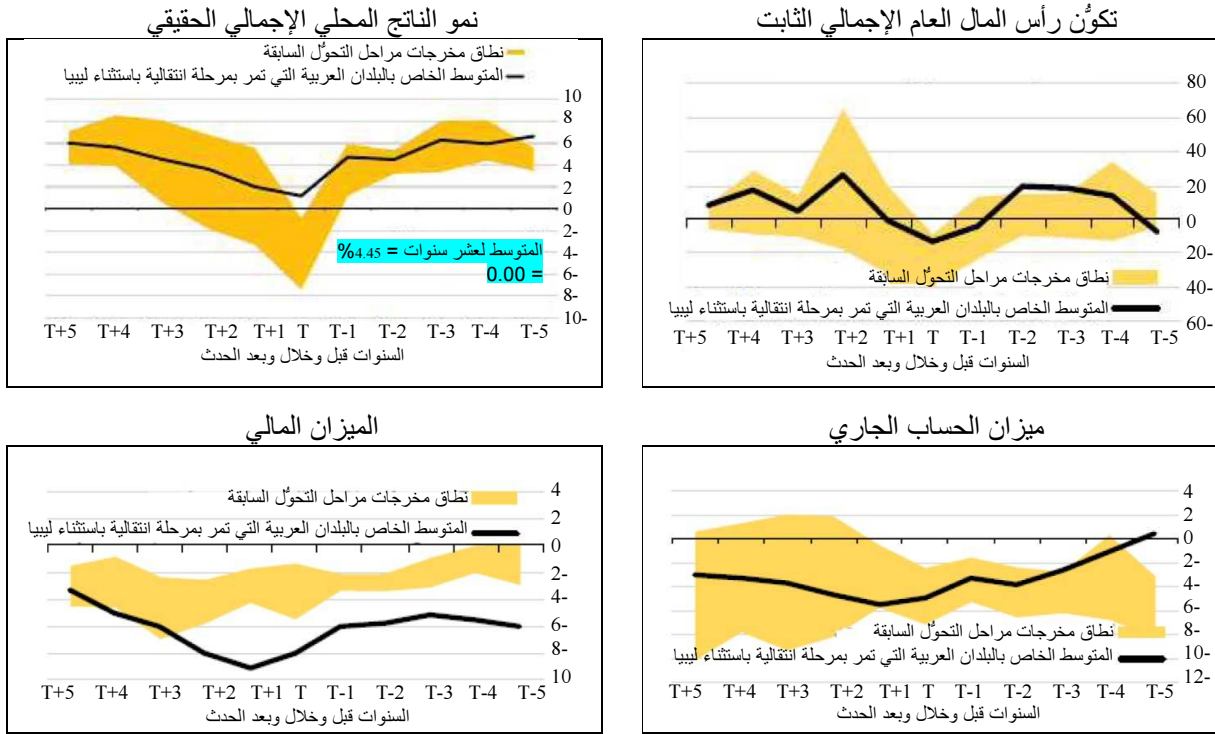 تكوُّن رأس المال العام الإجمالي الثابت
80
60
40
20
0
20-
40-
60-
نطاق مخرجات مراحل التحوُّل السابقة
المتوسط الخاص بالبلدان العربية التي تمر بمرحلة انتقالية باستثناء ليبيا
T+5 T+4 T+3 T+2 T+1 T T-1 T-2 T-3 T-4 T-5
السنوات قبل وخلال وبعد الحدث
نمو الناتج المحلي الإجمالي الحقيقي
نطاق مخرجات مراحل التحوُّل السابقة
المتوسط الخاص بالبلدان العربية التي تمر بمرحلة انتقالية باستثناء ليبيا
10
8
6
4
2
0
2-
4-
6-
8-
10-
المتوسط لعشر سنوات = 4.45%
= 0.00
T+5 T+4 T+3 T+2 T+1 T T-1 T-2 T-3 T-4 T-5
السنوات قبل وخلال وبعد الحدث
ميزان الحساب الجاري
4
2
0
2-
4-
6-
8-
10-
12-
نطاق مخرجات مراحل التحوُّل السابقة
المتوسط الخاص بالبلدان العربية التي تمر بمرحلة انتقالية باستثناء ليبيا
T+5 T+4 T+3 T+2 T+1 T T-1 T-2 T-3 T-4 T-5
السنوات قبل وخلال وبعد الحدث
الميزان المالي
4
2
0
2-
4-
6-
8-
10
نطاق مخرجات مراحل التحوُّل السابقة
المتوسط الخاص بالبلدان العربية التي تمر بمرحلة انتقالية باستثناء ليبيا
T+5 T+4 T+3 T+2 T+1 T T-1 T-2 T-3 T-4 T-5
السنوات قبل وخلال وبعد الحدث